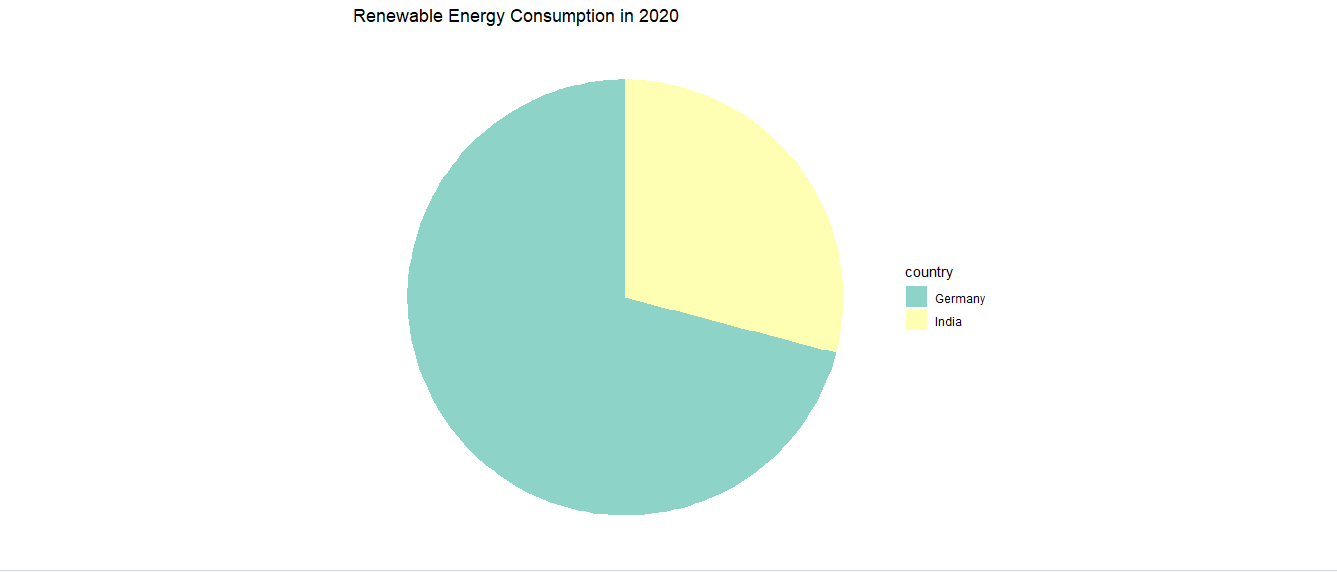 Renewable Energy Consumption in 2020
country
Germany
India